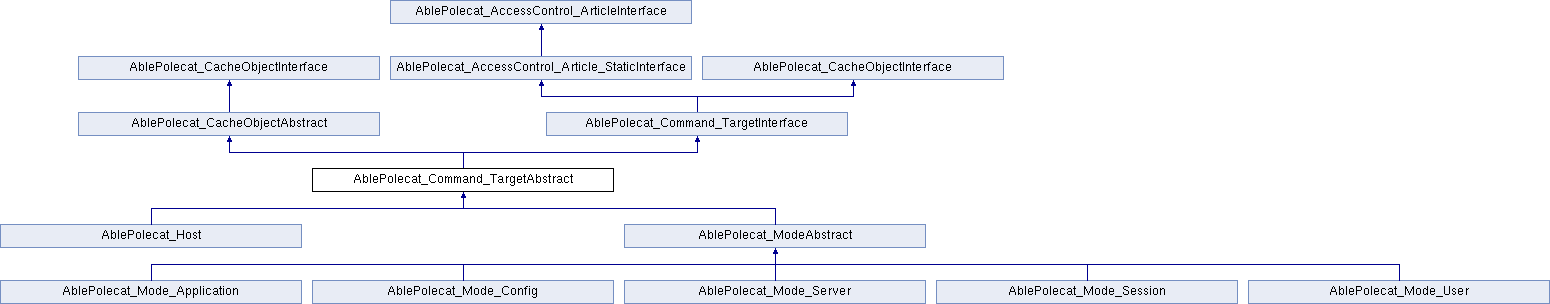 AblePolecat_AccessControl_ArticleInterface
AblePolecat_CacheObjectInterface
AblePolecat_AccessControl_Article_StaticInterface
AblePolecat_CacheObjectInterface
AblePolecat_CacheObjectAbstract
AblePolecat_Command_TargetInterface
AblePolecat_Command_TargetAbstract
AblePolecat_Host
AblePolecat_ModeAbstract
AblePolecat_Mode_Application
AblePolecat_Mode_Config
AblePolecat_Mode_Server
AblePolecat_Mode_Session
AblePolecat_Mode_User